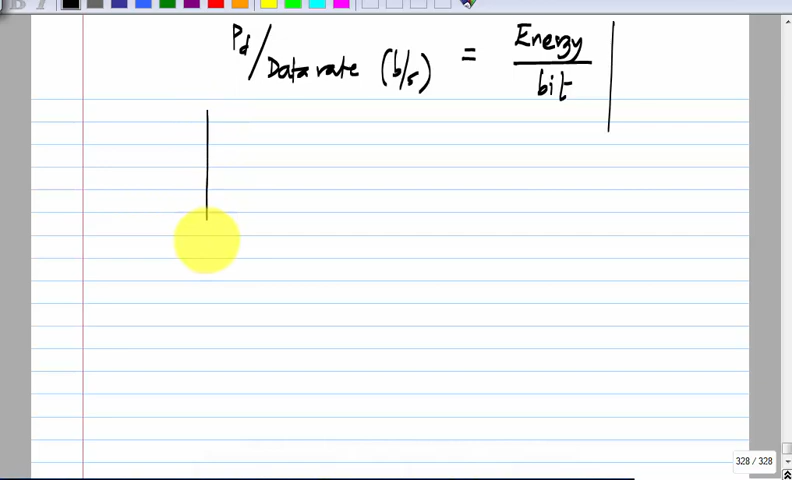 Pd/Data rate (b/s) = Energy/bit
328 / 328